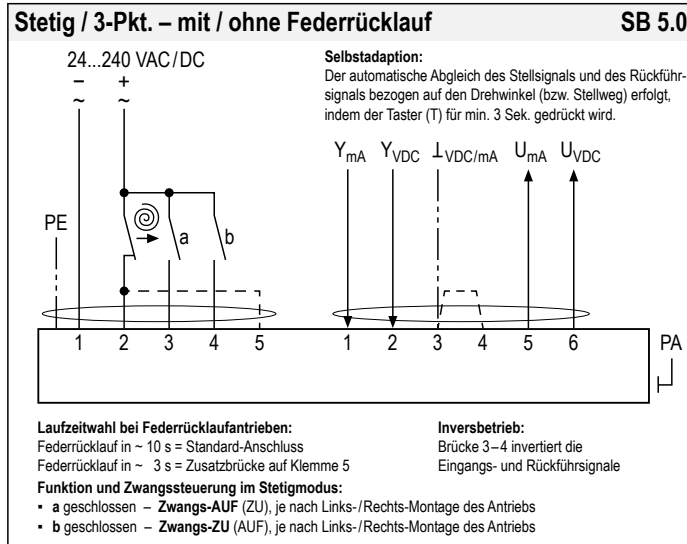 Stetig / 3-Pkt. – mit / ohne Federrücklauf SB 5.0
24...240 VAC/DC
– +
~ ~
Selbstadaption:
Der automatische Abgleich des Stellsignals und des Rückführ-
signals bezogen auf den Drehwinkel (bzw. Stellweg) erfolgt,
indem der Taster (T) für min. 3 Sek. gedrückt wird.
YmA YVDC ⊥VDC/mA UmA UVDC
PE a b
1 2 3 4 5 1 2 3 4 5 6 PA
Laufzeitwahl bei Federrücklaufantrieben:
Federrücklauf in ~ 10 s = Standard-Anschluss
Federrücklauf in ~ 3 s = Zusatzbrücke auf Klemme 5
Inversbetrieb:
Brücke 3–4 invertiert die
Eingangs- und Rückführsignale
Funktion und Zwangssteuerung im Stetigmodus:
▪ a geschlossen – Zwangs-AUF (ZU), je nach Links-/Rechts-Montage des Antriebs
▪ b geschlossen – Zwangs-ZU (AUF), je nach Links-/Rechts-Montage des Antriebs